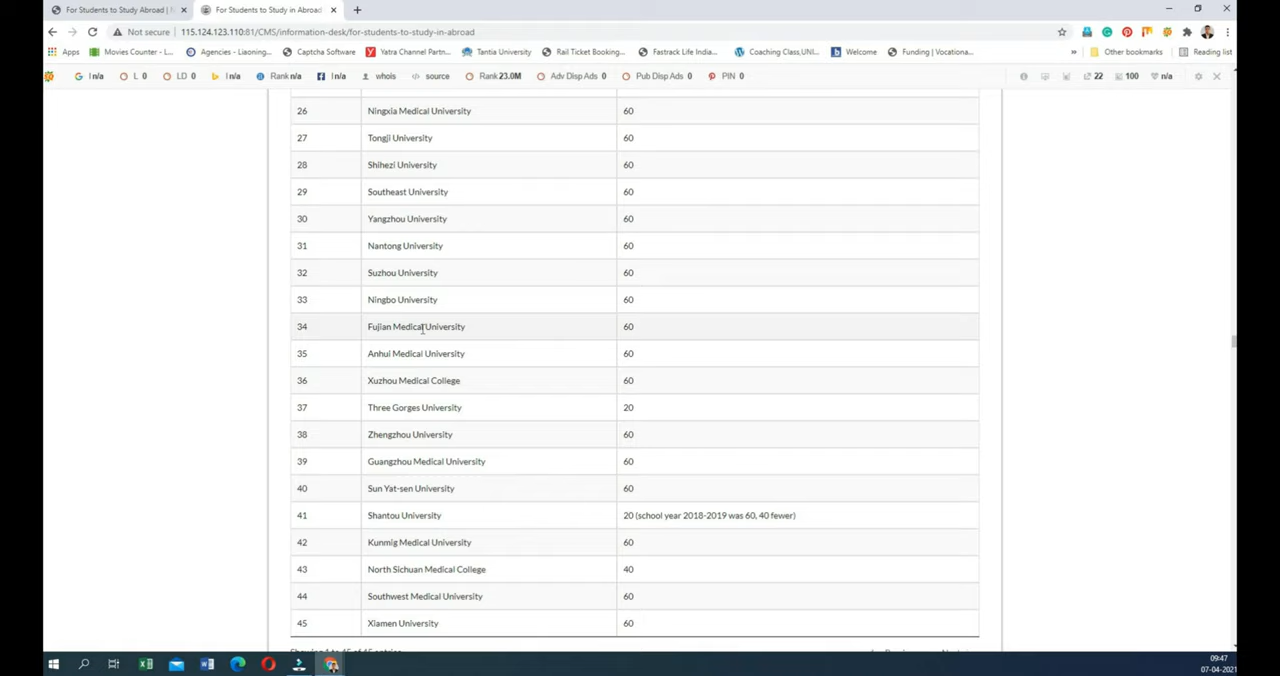 For Students to Study Abroad |
For Students to Study in Abroad
Not secure | 115.124.123.110:81/CMS/information-desk/for-students-to-study-in-abroad
Apps Movies Counter - L... Agencies - Liaoning... Captcha Software Yatra Channel Partn... Tantia University Rail Ticket Booking... Fastrack Life India... Coaching Class,UNI... Welcome Funding | Vocationa... » Other bookmarks Reading list
I n/a L 0 LD 0 I n/a Rank n/a I n/a whois source Rank 23.0M Adv Disp Ads 0 Pub Disp Ads 0 PIN 0 22 100 n/a
26 Ningxia Medical University 60
27 Tongji University 60
28 Shihezi University 60
29 Southeast University 60
30 Yangzhou University 60
31 Nantong University 60
32 Suzhou University 60
33 Ningbo University 60
34 Fujian Medical University 60
35 Anhui Medical University 60
36 Xuzhou Medical College 60
37 Three Gorges University 20
38 Zhengzhou University 60
39 Guangzhou Medical University 60
40 Sun Yat-sen University 60
41 Shantou University 20 (school year 2018-2019 was 60, 40 fewer)
42 Kunmig Medical University 60
43 North Sichuan Medical College 40
44 Southwest Medical University 60
45 Xiamen University 60
Showing 1 to 45 of 45 entries
09:47
07-04-2021